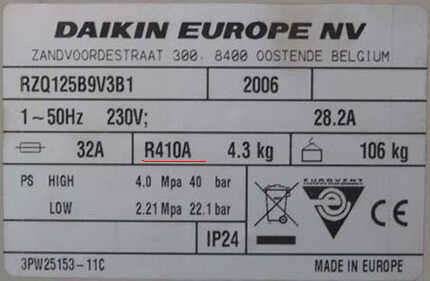 DAIKIN EUROPE NV
ZANDVOORDESTRAAT 300. 8400 OOSTENDE BELGIUM
RZQ125B9V3B1 2006
1~50Hz 230V; 28.2A
32A R410A 4.3 kg 106 kg
PS HIGH 4.0 Mpa 40 bar
LOW 2.21 Mpa 22.1 bar
EUROVENT
CE
IP24
3PW25153-11C MADE IN EUROPE